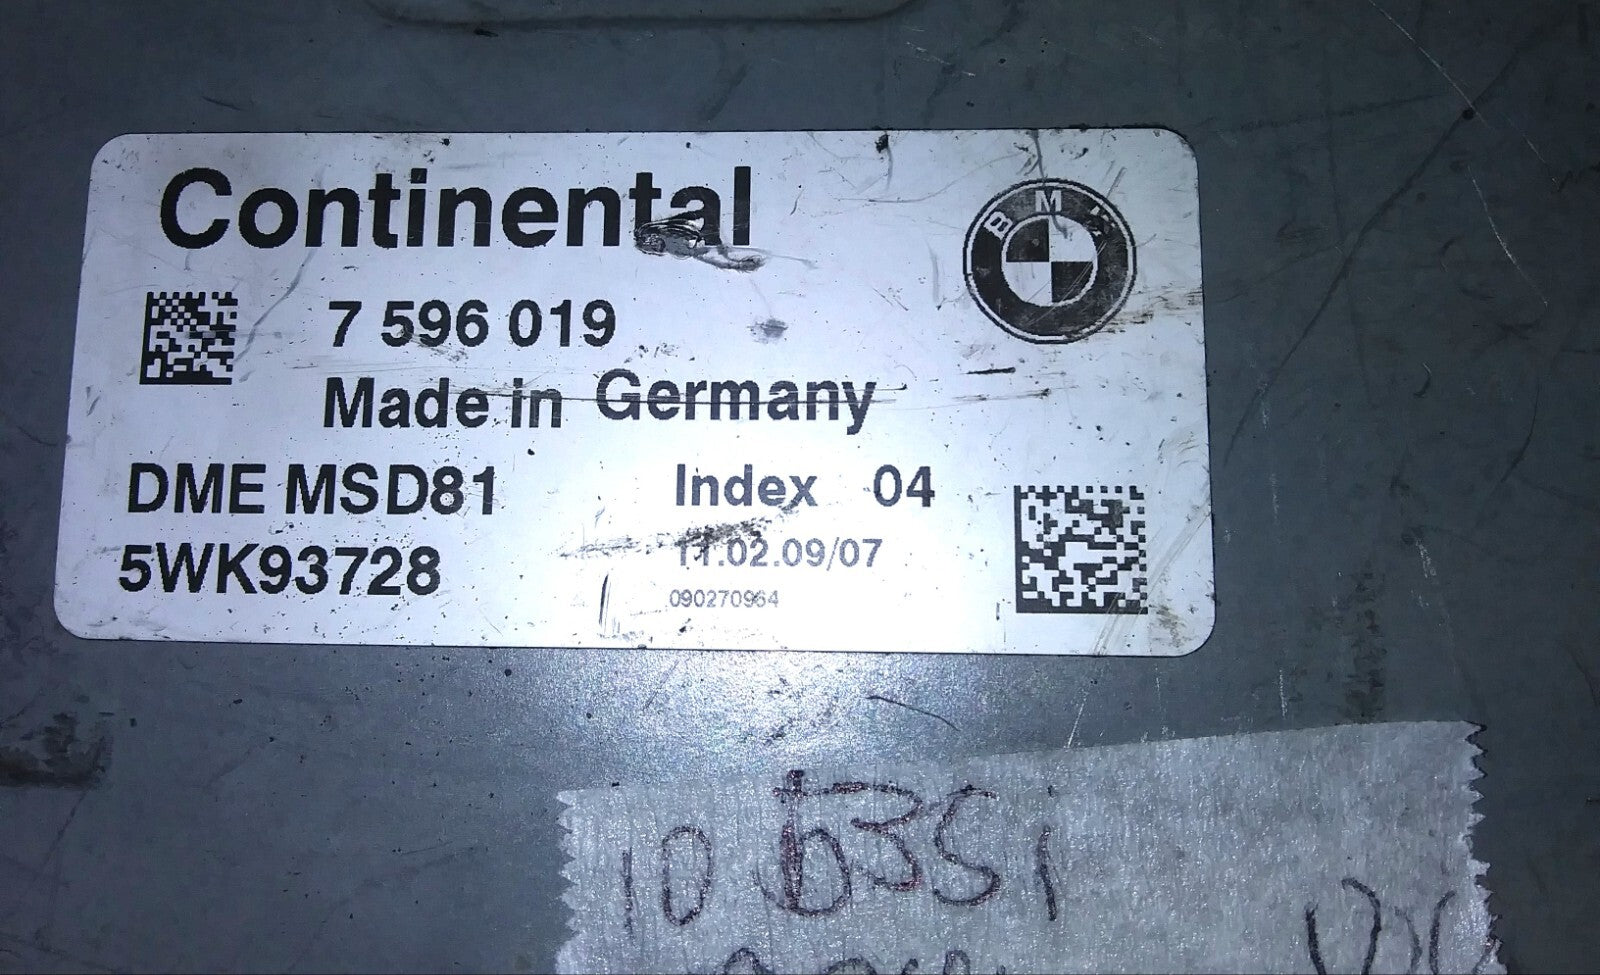 Continental
BMW
7 596 019
Made in Germany
DME MSD81
Index 04
5WK93728
11.02.09/07
090270964
10 535i